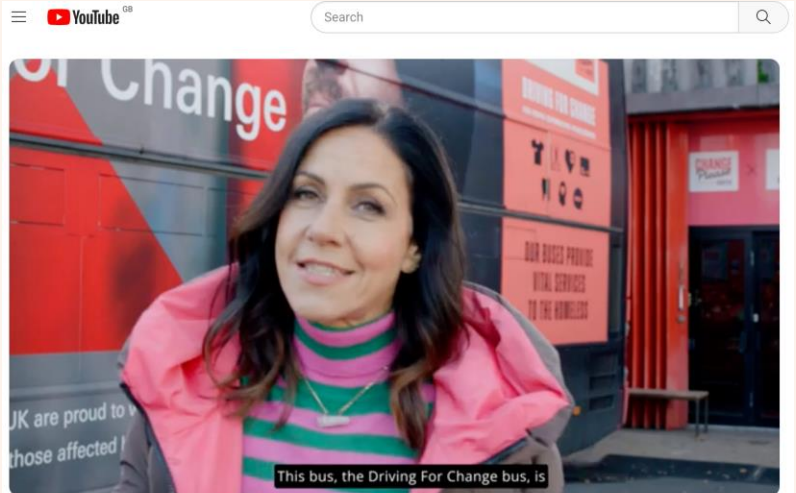 YouTube GB
Search
or Change
DRIVING FOR CHANGE
CHANGE
Please
OUR BUSES PROVIDE
VITAL SERVICES
TO THE HOMELESS
UK are proud to
those affected
This bus, the Driving For Change bus, is